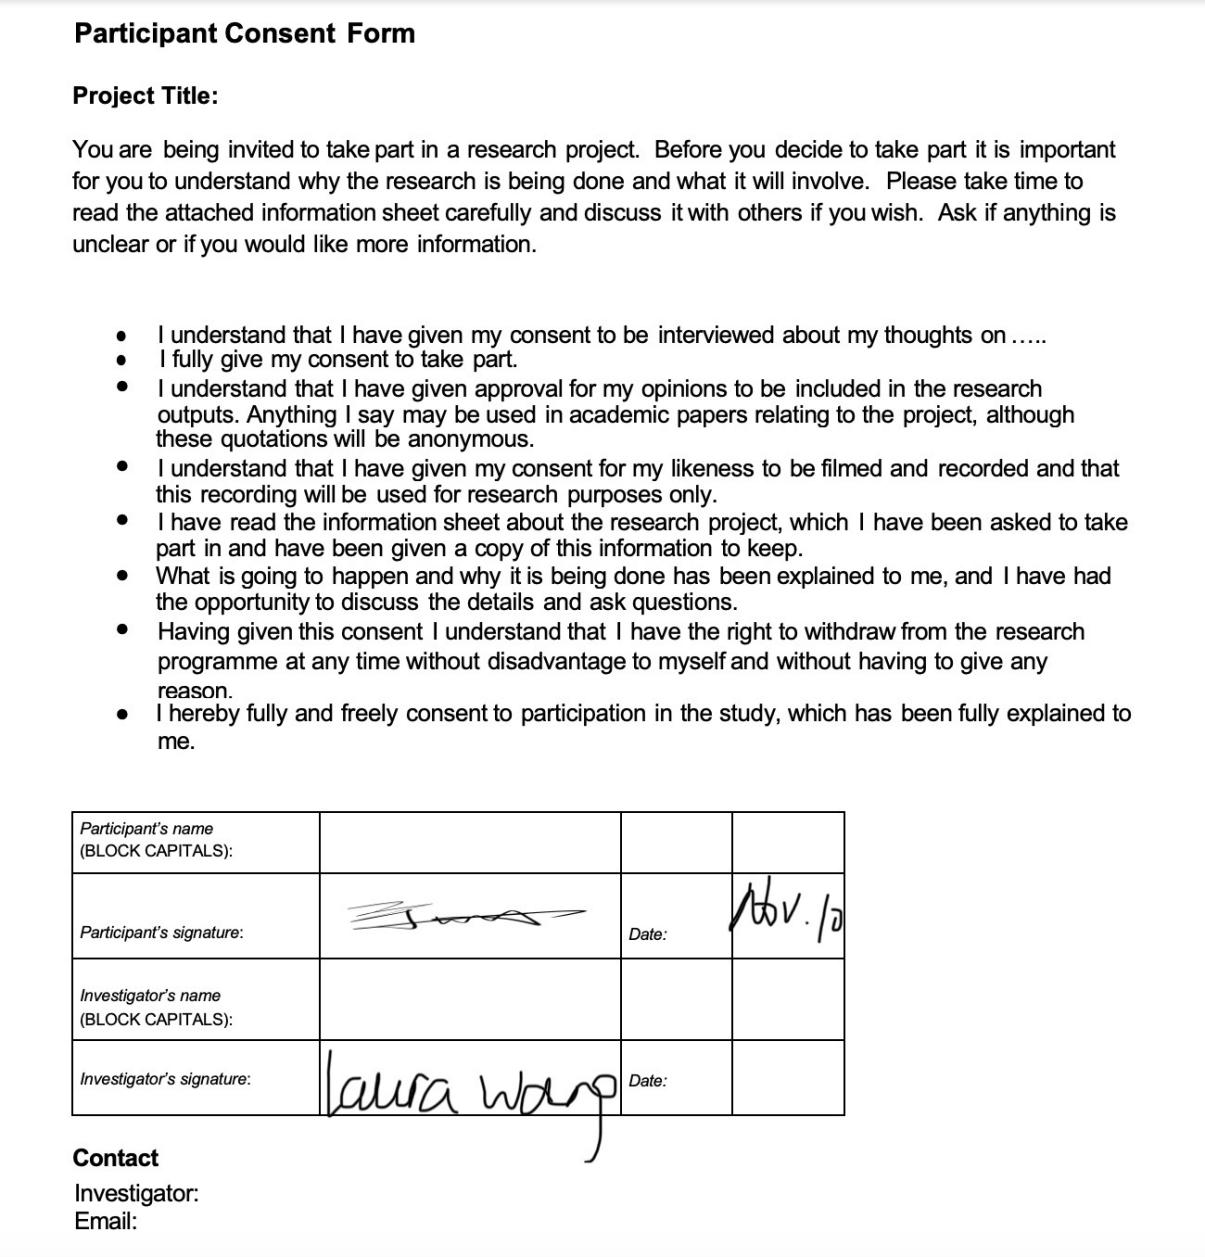 Participant Consent Form
Project Title:
You are being invited to take part in a research project. Before you decide to take part it is important
for you to understand why the research is being done and what it will involve. Please take time to
read the attached information sheet carefully and discuss it with others if you wish. Ask if anything is
unclear or if you would like more information.
● I understand that I have given my consent to be interviewed about my thoughts on .....
● I fully give my consent to take part.
● I understand that I have given approval for my opinions to be included in the research
outputs. Anything I say may be used in academic papers relating to the project, although
these quotations will be anonymous.
● I understand that I have given my consent for my likeness to be filmed and recorded and that
this recording will be used for research purposes only.
● I have read the information sheet about the research project, which I have been asked to take
part in and have been given a copy of this information to keep.
● What is going to happen and why it is being done has been explained to me, and I have had
the opportunity to discuss the details and ask questions.
● Having given this consent I understand that I have the right to withdraw from the research
programme at any time without disadvantage to myself and without having to give any
reason.
● I hereby fully and freely consent to participation in the study, which has been fully explained to
me.
Participant's name
(BLOCK CAPITALS):
Participant's signature: Date: Nov. 10
Investigator's name
(BLOCK CAPITALS):
Investigator's signature: Laura Wang Date:
Contact
Investigator:
Email: